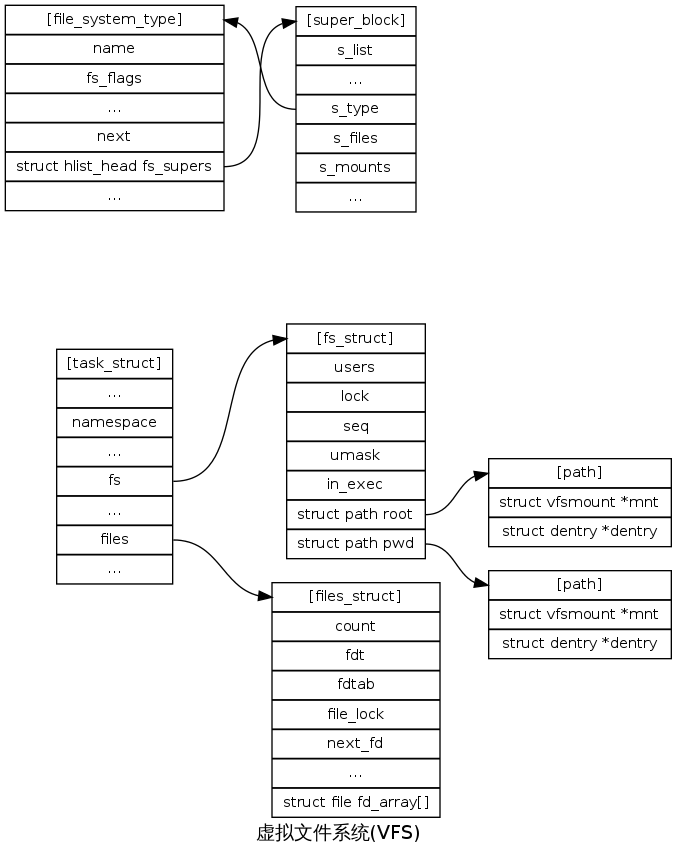 [file_system_type]
name
fs_flags
...
next
struct hlist_head fs_supers
...
[super_block]
s_list
...
s_type
s_files
s_mounts
...
[task_struct]
...
namespace
...
fs
...
files
...
[fs_struct]
users
lock
seq
umask
in_exec
struct path root
struct path pwd
[path]
struct vfsmount *mnt
struct dentry *dentry
[path]
struct vfsmount *mnt
struct dentry *dentry
[files_struct]
count
fdt
fdtab
file_lock
next_fd
...
struct file fd_array[]
虚拟文件系统(VFS)